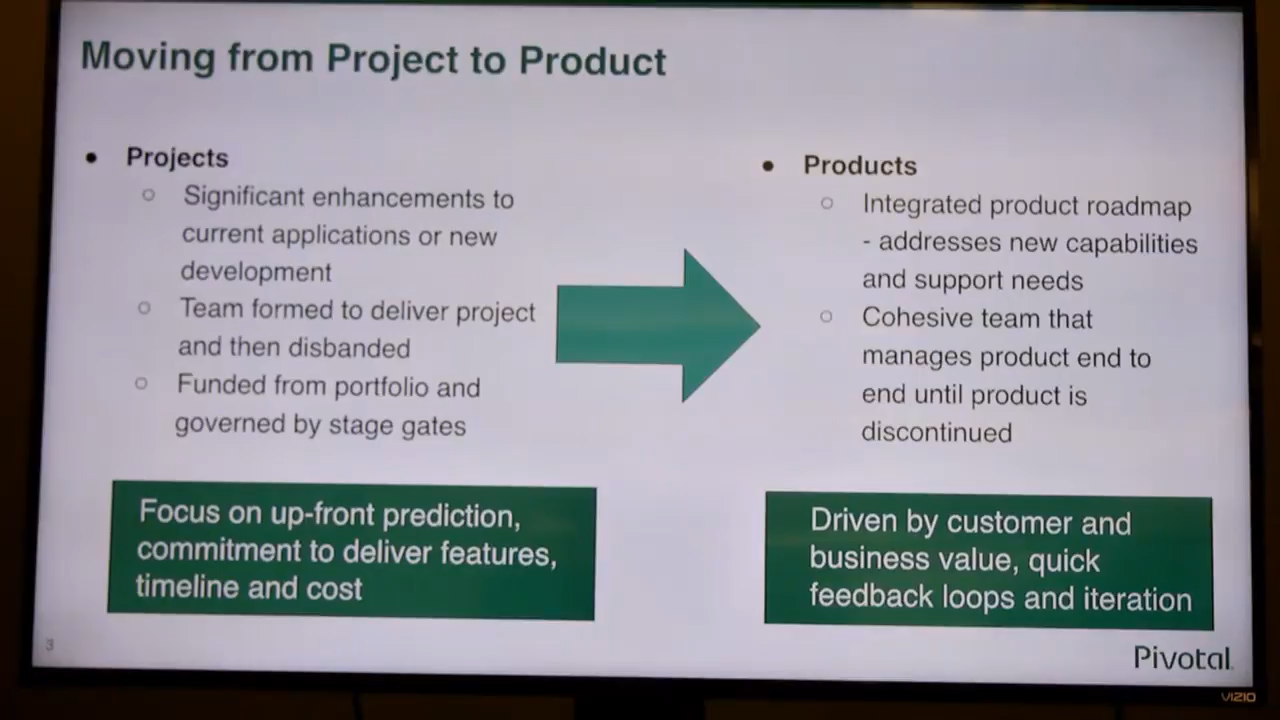 Moving from Project to Product
● Projects
○ Significant enhancements to
current applications or new
development
○ Team formed to deliver project
and then disbanded
○ Funded from portfolio and
governed by stage gates
Focus on up-front prediction,
commitment to deliver features,
timeline and cost
● Products
○ Integrated product roadmap
- addresses new capabilities
and support needs
○ Cohesive team that
manages product end to
end until product is
discontinued
Driven by customer and
business value, quick
feedback loops and iteration
3
Pivotal
VIZIO